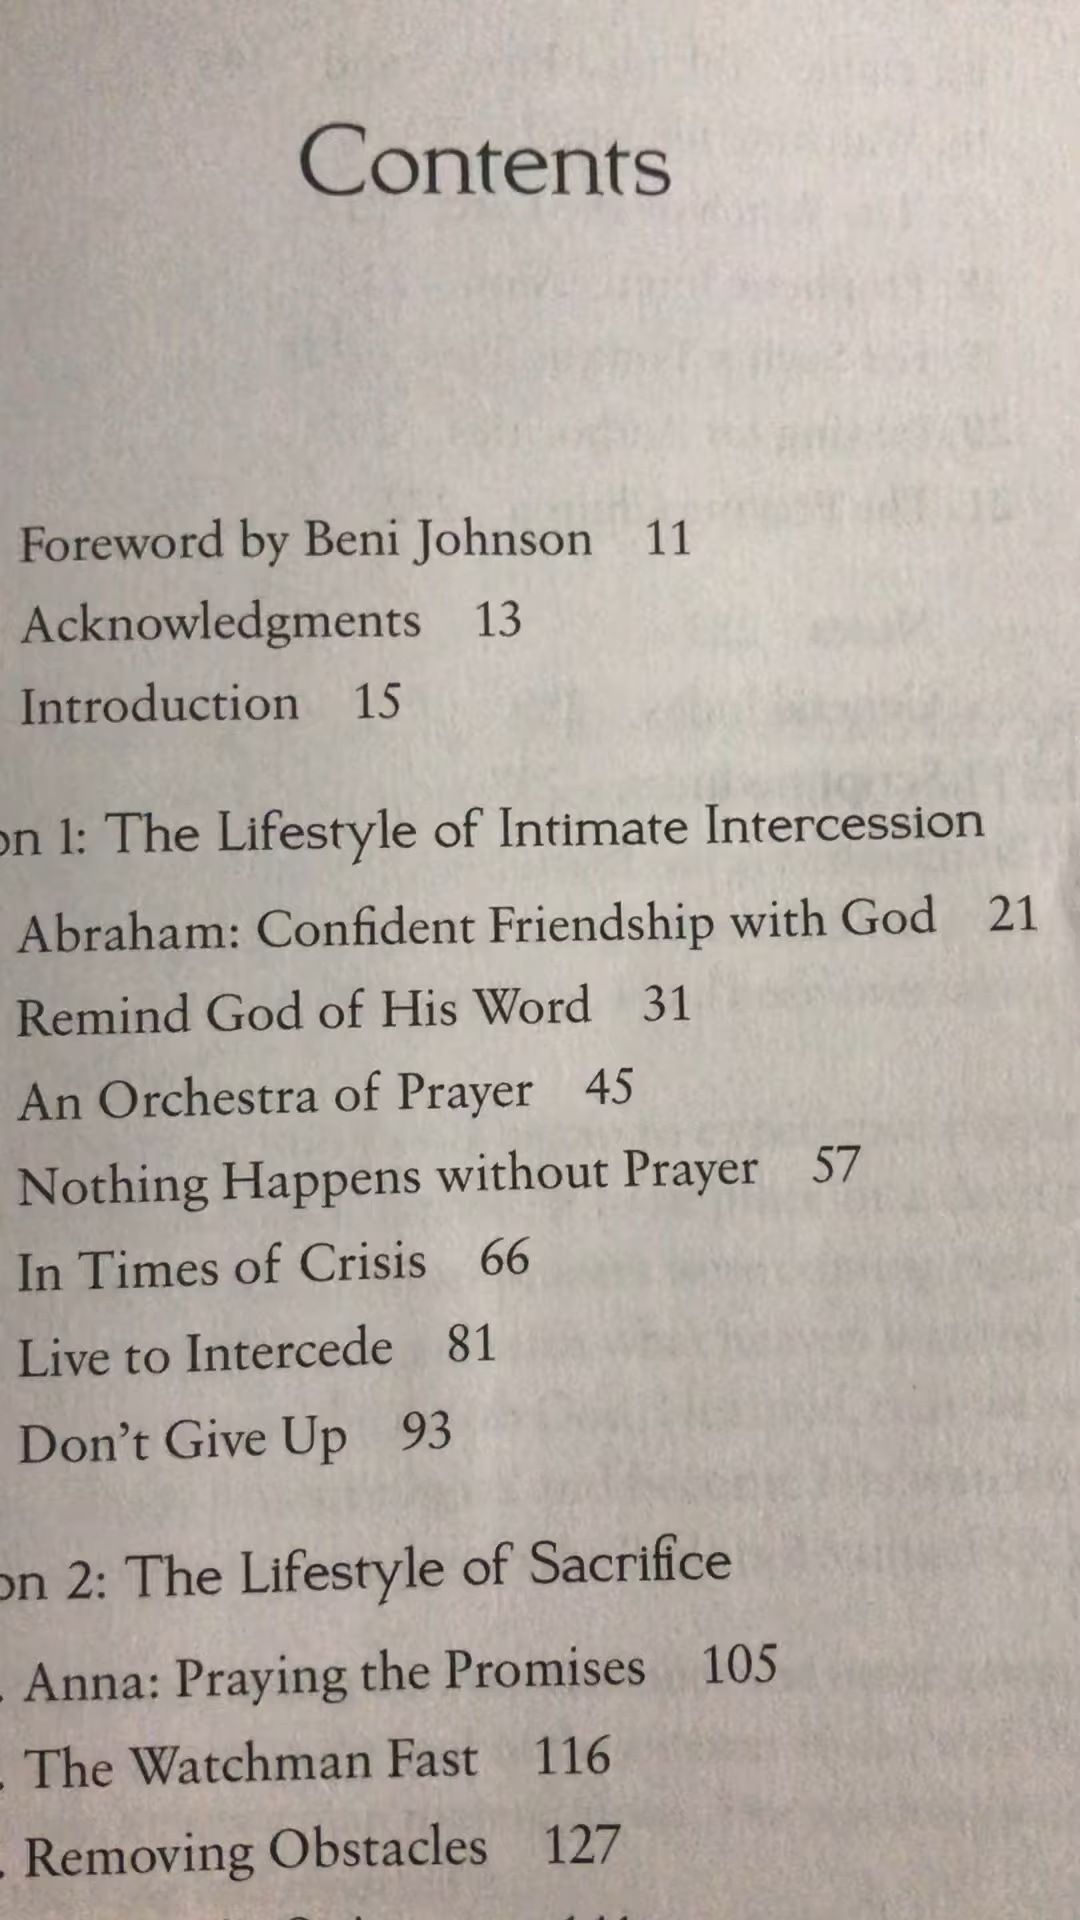 Contents
Foreword by Beni Johnson 11
Acknowledgments 13
Introduction 15
on 1: The Lifestyle of Intimate Intercession
Abraham: Confident Friendship with God 21
Remind God of His Word 31
An Orchestra of Prayer 45
Nothing Happens without Prayer 57
In Times of Crisis 66
Live to Intercede 81
Don't Give Up 93
on 2: The Lifestyle of Sacrifice
. Anna: Praying the Promises 105
. The Watchman Fast 116
. Removing Obstacles 127